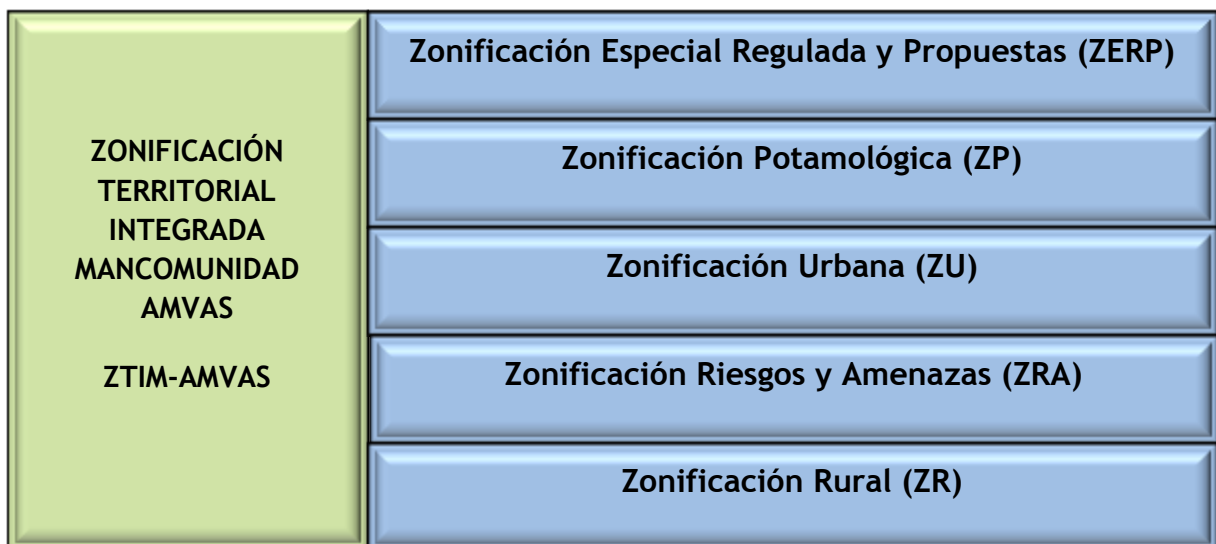 ZONIFICACIÓN
TERRITORIAL
INTEGRADA
MANCOMUNIDAD
AMVAS
ZTIM-AMVAS
Zonificación Especial Regulada y Propuestas (ZERP)
Zonificación Potamológica (ZP)
Zonificación Urbana (ZU)
Zonificación Riesgos y Amenazas (ZRA)
Zonificación Rural (ZR)